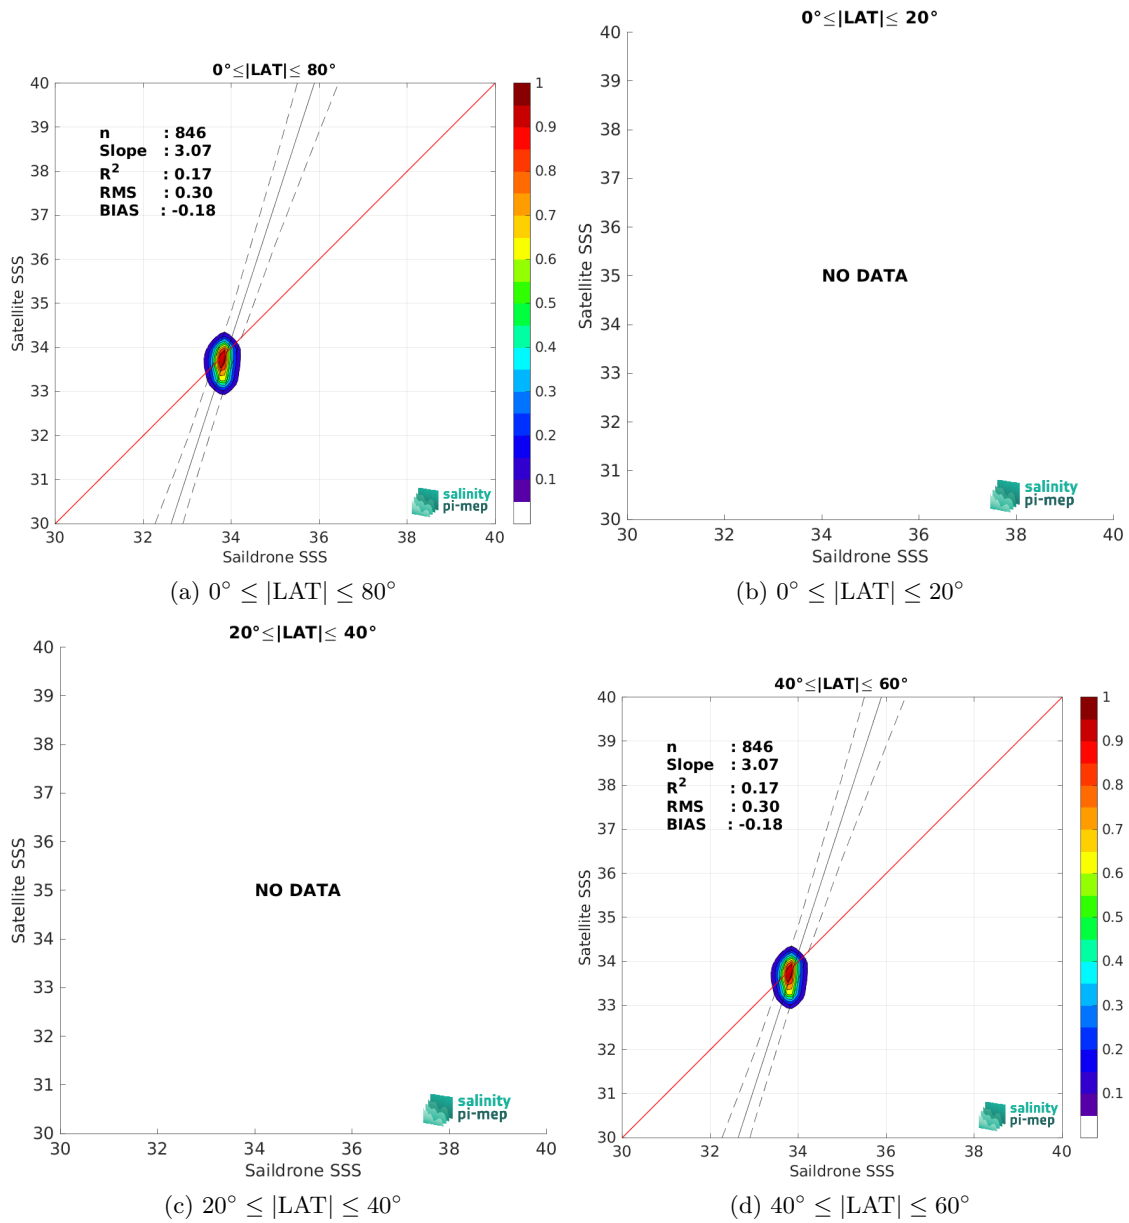 0°≤|LAT|≤ 80°
40
39
38
37
36
35
34
33
32
31
30
Satellite SSS
n : 846
Slope : 3.07
R² : 0.17
RMS : 0.30
BIAS : -0.18
salinity
pi-mep
30 32 34 36 38 40
Saildrone SSS
1
0.9
0.8
0.7
0.6
0.5
0.4
0.3
0.2
0.1
(a) 0° ≤ |LAT| ≤ 80°
0°≤|LAT|≤ 20°
40
39
38
37
36
35
34
33
32
31
30
Satellite SSS
NO DATA
salinity
pi-mep
30 32 34 36 38 40
Saildrone SSS
(b) 0° ≤ |LAT| ≤ 20°
20°≤|LAT|≤ 40°
40
39
38
37
36
35
34
33
32
31
30
Satellite SSS
NO DATA
salinity
pi-mep
30 32 34 36 38 40
Saildrone SSS
(c) 20° ≤ |LAT| ≤ 40°
40°≤|LAT|≤ 60°
40
39
38
37
36
35
34
33
32
31
30
Satellite SSS
n : 846
Slope : 3.07
R² : 0.17
RMS : 0.30
BIAS : -0.18
salinity
pi-mep
30 32 34 36 38 40
Saildrone SSS
1
0.9
0.8
0.7
0.6
0.5
0.4
0.3
0.2
0.1
(d) 40° ≤ |LAT| ≤ 60°